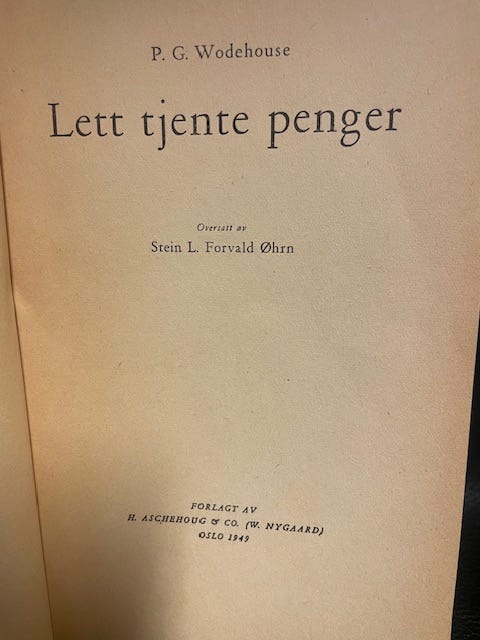 P. G. Wodehouse
Lett tjente penger
Oversatt av
Stein L. Forvald Øhrn
FORLAGT AV
H. ASCHEHOUG & CO. (W. NYGAARD)
OSLO 1949